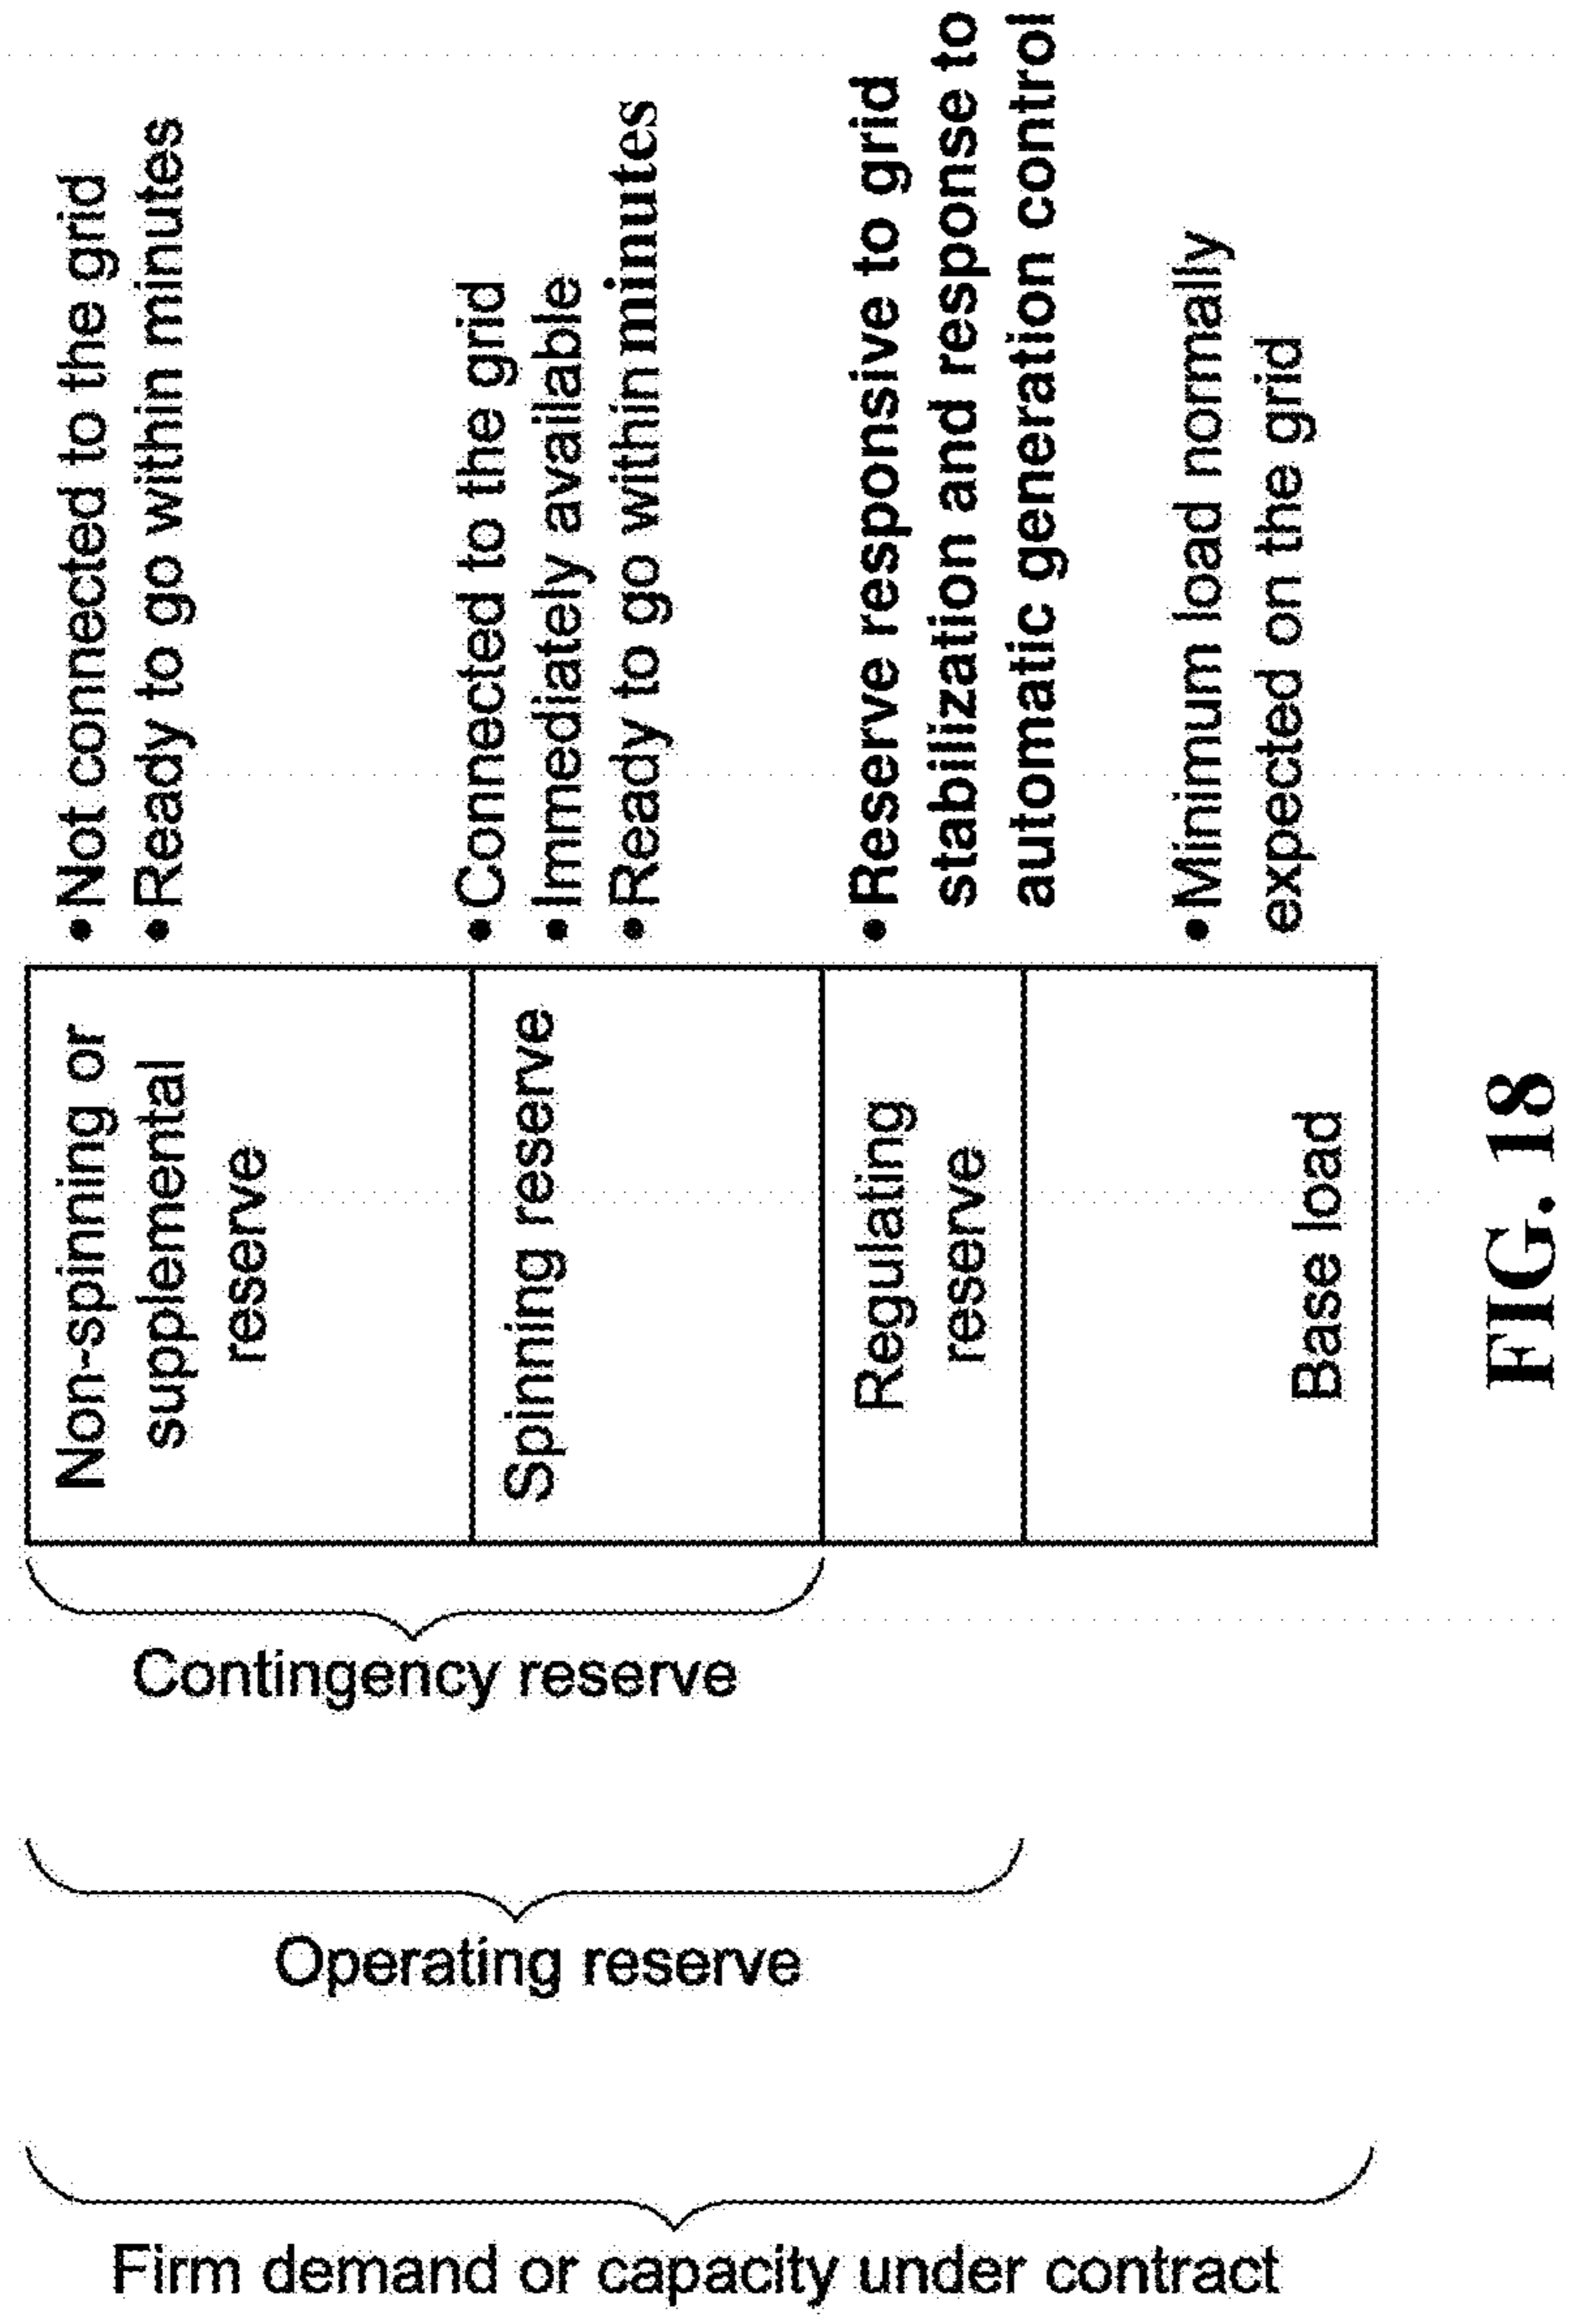 Non-spinning or
supplemental
reserve
•Not connected to the grid
•Ready to go within minutes
Spinning reserve
•Connected to the grid
•Immediately available
•Ready to go within minutes
Regulating
reserve
•Reserve responsive to grid
stabilization and response to
automatic generation control
Base load
•Minimum load normally
expected on the grid
Contingency reserve
Operating reserve
Firm demand or capacity under contract
FIG. 18